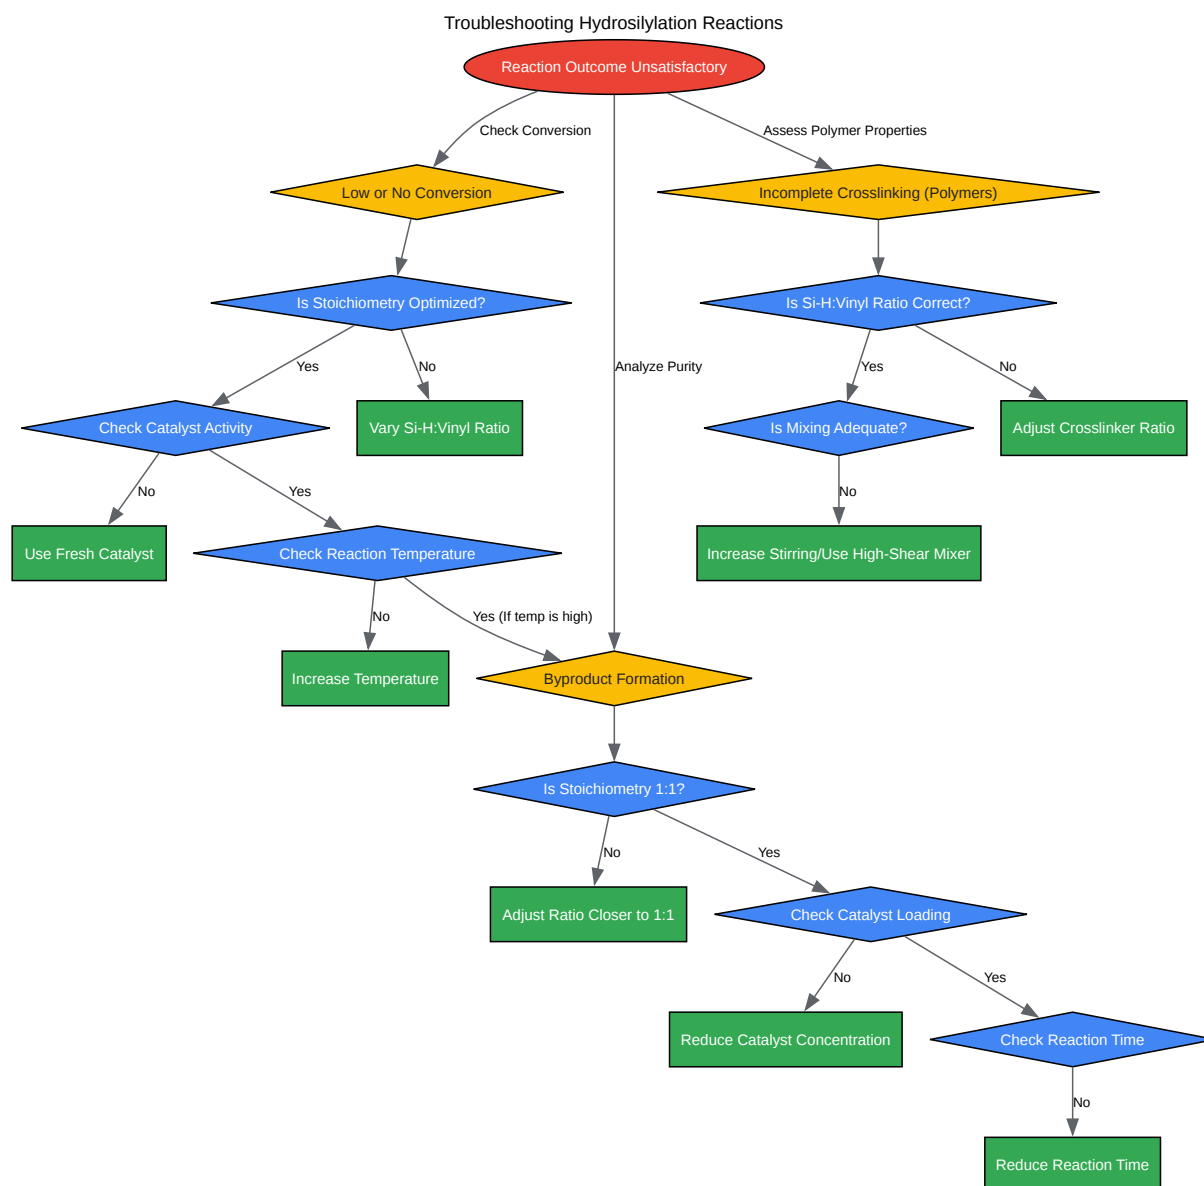 Troubleshooting Hydrosilylation Reactions
Reaction Outcome Unsatisfactory
Check Conversion
Assess Polymer Properties
Low or No Conversion
Incomplete Crosslinking (Polymers)
Is Stoichiometry Optimized?
Is Si-H:Vinyl Ratio Correct?
Yes
No
Analyze Purity
Yes
No
Check Catalyst Activity
Vary Si-H:Vinyl Ratio
Is Mixing Adequate?
Adjust Crosslinker Ratio
No
Yes
No
Use Fresh Catalyst
Check Reaction Temperature
Increase Stirring/Use High-Shear Mixer
No
Yes (If temp is high)
Increase Temperature
Byproduct Formation
Is Stoichiometry 1:1?
No
Yes
Adjust Ratio Closer to 1:1
Check Catalyst Loading
No
Yes
Reduce Catalyst Concentration
Check Reaction Time
No
Reduce Reaction Time